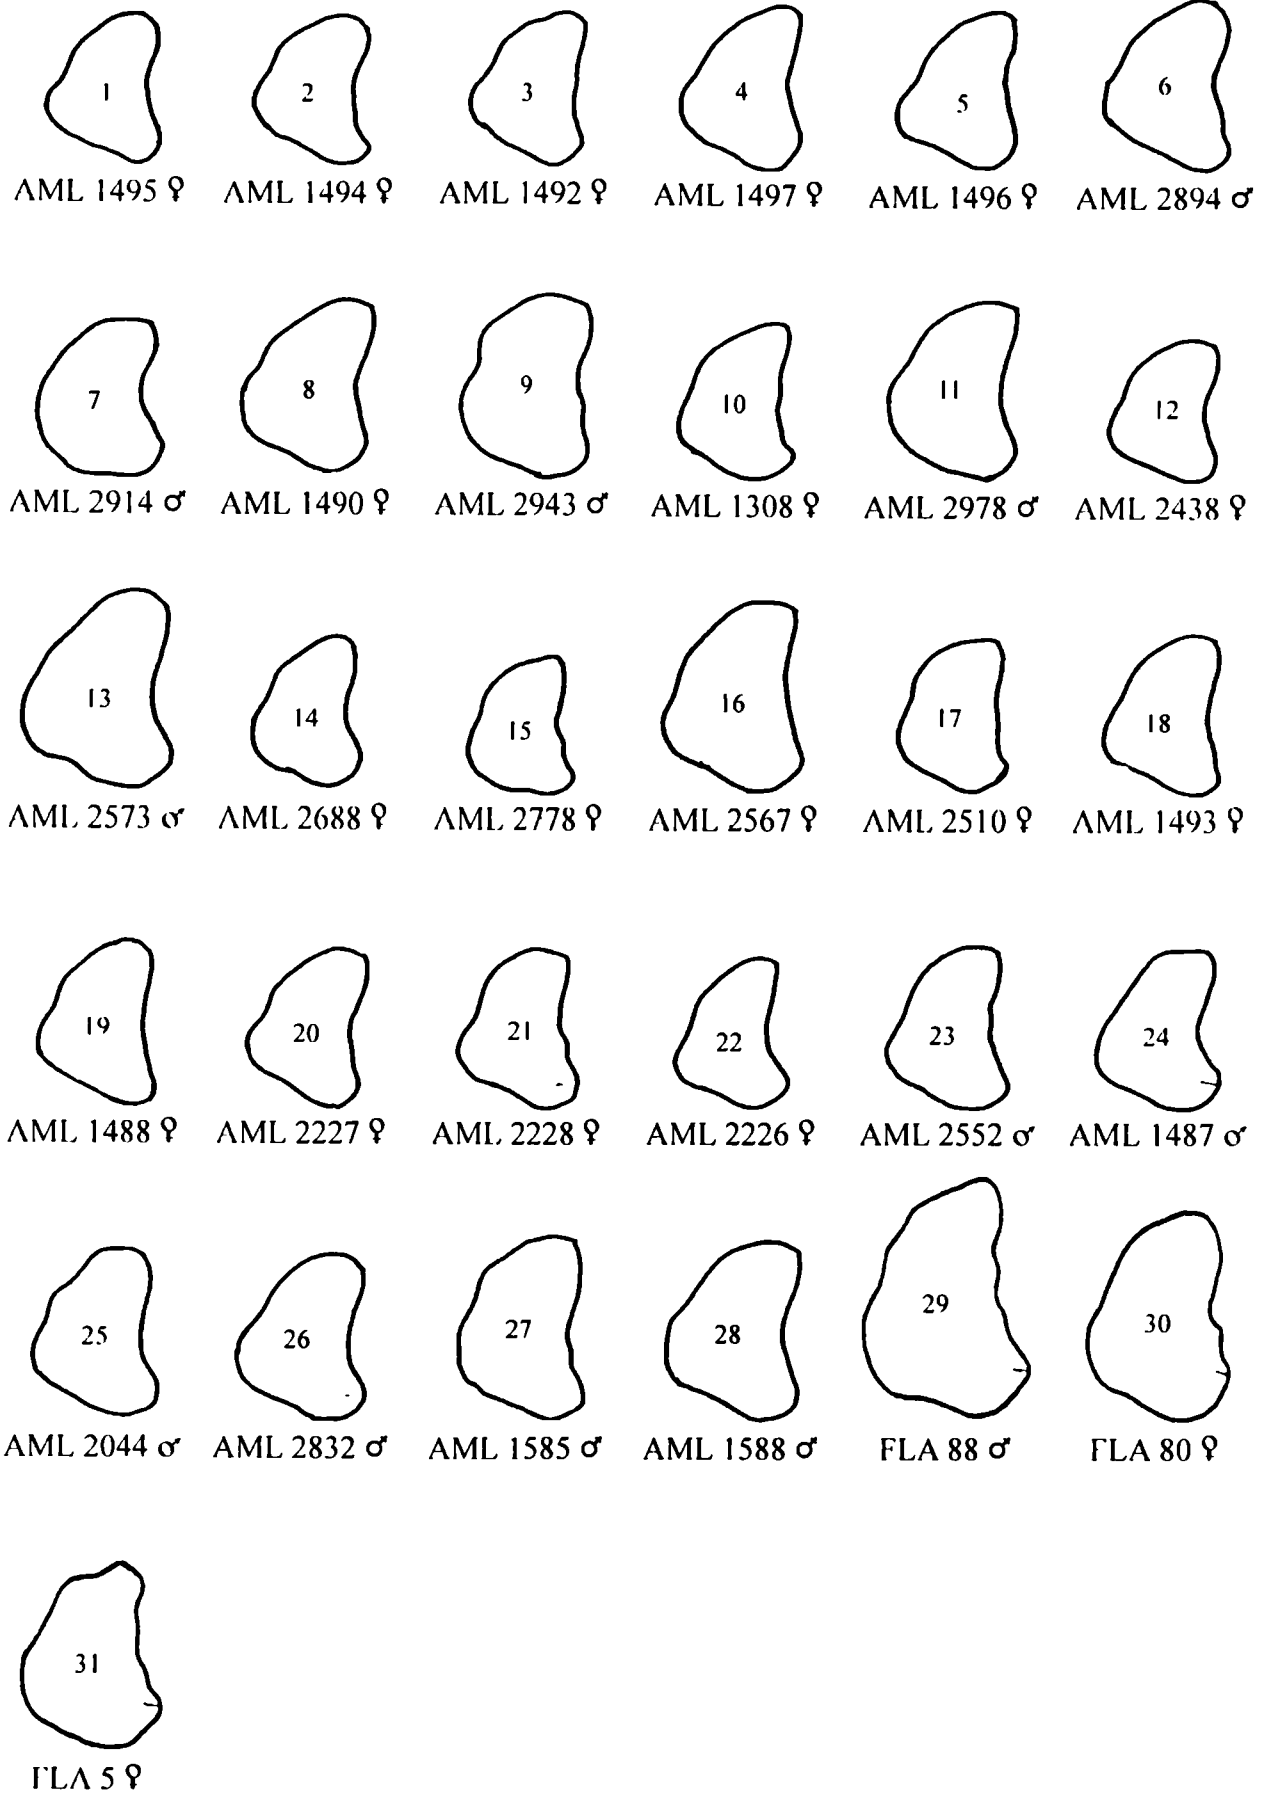 1 2 3 4 5 6
AML 1495 ♀ AML 1494 ♀ AML 1492 ♀ AML 1497 ♀ AML 1496 ♀ AML 2894 ♂
7 8 9 10 11 12
AML 2914 ♂ AML 1490 ♀ AML 2943 ♂ AML 1308 ♀ AML 2978 ♂ AML 2438 ♀
13 14 15 16 17 18
AML 2573 ♂ AML 2688 ♀ AML 2778 ♀ AML 2567 ♀ AML 2510 ♀ AML 1493 ♀
19 20 21 22 23 24
AML 1488 ♀ AML 2227 ♀ AML 2228 ♀ AML 2226 ♀ AML 2552 ♂ AML 1487 ♂
25 26 27 28 29 30
AML 2044 ♂ AML 2832 ♂ AML 1585 ♂ AML 1588 ♂ FLA 88 ♂ FLA 80 ♀
31
FLA 5 ♀